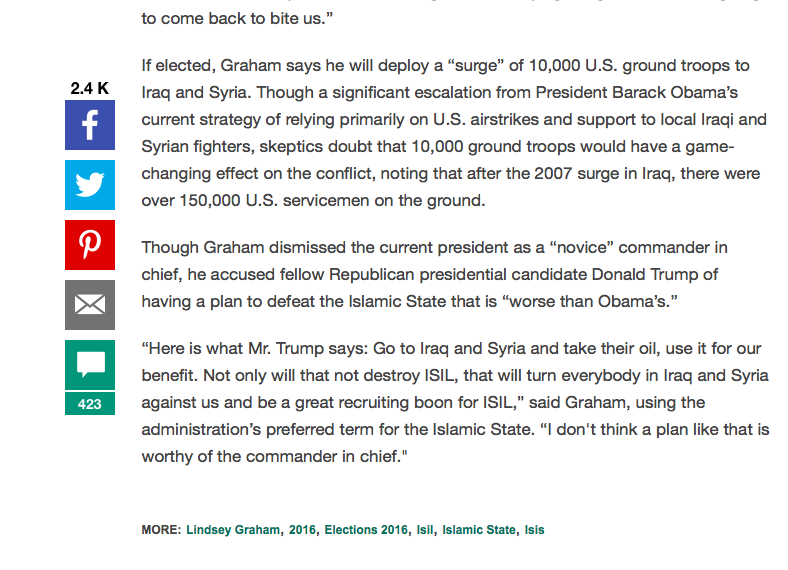 to come back to bite us.”
If elected, Graham says he will deploy a “surge” of 10,000 U.S. ground troops to
Iraq and Syria. Though a significant escalation from President Barack Obama’s
current strategy of relying primarily on U.S. airstrikes and support to local Iraqi and
Syrian fighters, skeptics doubt that 10,000 ground troops would have a game-
changing effect on the conflict, noting that after the 2007 surge in Iraq, there were
over 150,000 U.S. servicemen on the ground.
Though Graham dismissed the current president as a “novice” commander in
chief, he accused fellow Republican presidential candidate Donald Trump of
having a plan to defeat the Islamic State that is “worse than Obama’s.”
“Here is what Mr. Trump says: Go to Iraq and Syria and take their oil, use it for our
benefit. Not only will that not destroy ISIL, that will turn everybody in Iraq and Syria
against us and be a great recruiting boon for ISIL,” said Graham, using the
administration’s preferred term for the Islamic State. “I don't think a plan like that is
worthy of the commander in chief."
MORE: Lindsey Graham, 2016, Elections 2016, Isil, Islamic State, Isis
2.4 K
423